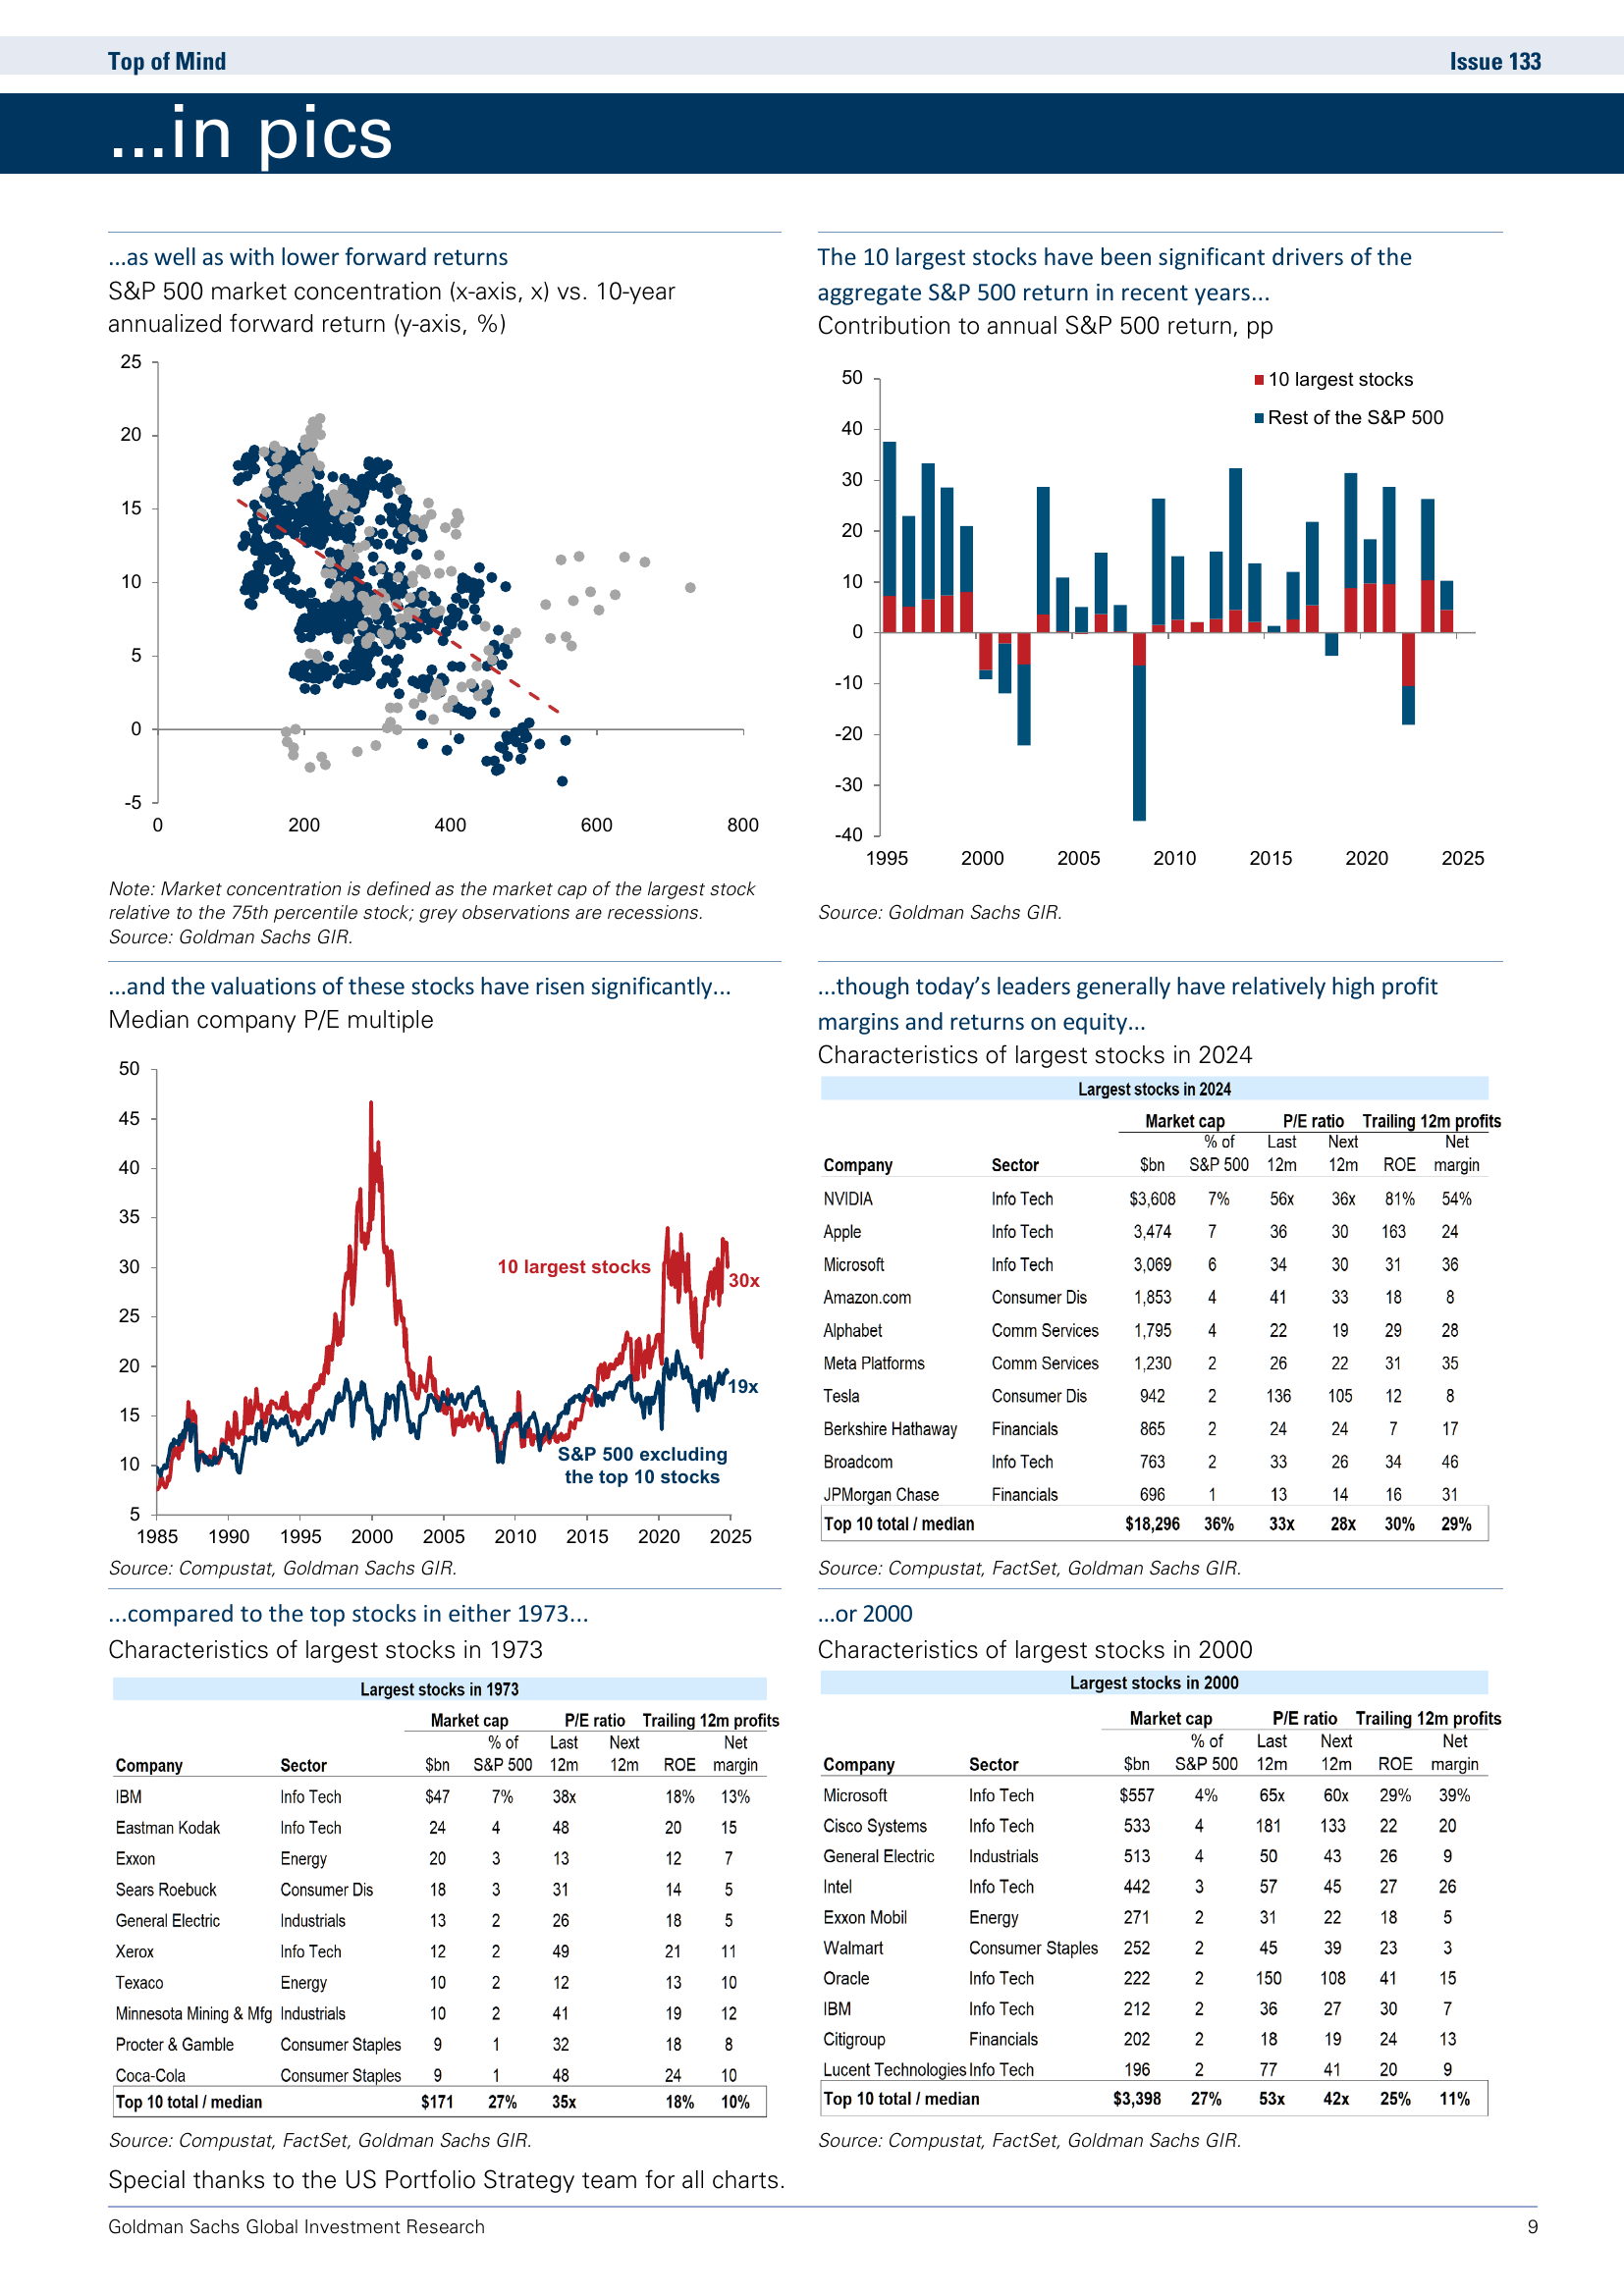 Top of Mind
Issue 133
...in pics
...as well as with lower forward returns
S&P 500 market concentration (x-axis, x) vs. 10-year
annualized forward return (y-axis, %)
25
20
15
10
5
0
-5
0 200 400 600 800
Note: Market concentration is defined as the market cap of the largest stock
relative to the 75th percentile stock; grey observations are recessions.
Source: Goldman Sachs GIR.
The 10 largest stocks have been significant drivers of the
aggregate S&P 500 return in recent years...
Contribution to annual S&P 500 return, pp
10 largest stocks
Rest of the S&P 500
50
40
30
20
10
0
-10
-20
-30
-40
1995 2000 2005 2010 2015 2020 2025
Source: Goldman Sachs GIR.
...and the valuations of these stocks have risen significantly...
Median company P/E multiple
50
45
40
35
30
25
20
15
10
5
10 largest stocks
30x
19x
S&P 500 excluding
the top 10 stocks
1985 1990 1995 2000 2005 2010 2015 2020 2025
Source: Compustat, Goldman Sachs GIR.
...though today's leaders generally have relatively high profit
margins and returns on equity...
Characteristics of largest stocks in 2024
Largest stocks in 2024
Market cap P/E ratio Trailing 12m profits
% of Last Next Net
Company Sector $bn S&P 500 12m 12m ROE margin
NVIDIA Info Tech $3,608 7% 56x 36x 81% 54%
Apple Info Tech 3,474 7 36 30 163 24
Microsoft Info Tech 3,069 6 34 30 31 36
Amazon.com Consumer Dis 1,853 4 41 33 18 8
Alphabet Comm Services 1,795 4 22 19 29 28
Meta Platforms Comm Services 1,230 2 26 22 31 35
Tesla Consumer Dis 942 2 136 105 12 8
Berkshire Hathaway Financials 865 2 24 24 7 17
Broadcom Info Tech 763 2 33 26 34 46
JPMorgan Chase Financials 696 1 13 14 16 31
Top 10 total / median $18,296 36% 33x 28x 30% 29%
Source: Compustat, FactSet, Goldman Sachs GIR.
...compared to the top stocks in either 1973...
Characteristics of largest stocks in 1973
Largest stocks in 1973
Market cap P/E ratio Trailing 12m profits
% of Last Next Net
Company Sector $bn S&P 500 12m 12m ROE margin
IBM Info Tech $47 7% 38x 18% 13%
Eastman Kodak Info Tech 24 4 48 20 15
Exxon Energy 20 3 13 12 7
Sears Roebuck Consumer Dis 18 3 31 14 5
General Electric Industrials 13 2 26 18 5
Xerox Info Tech 12 2 49 21 11
Texaco Energy 10 2 12 13 10
Minnesota Mining & Mfg Industrials 10 2 41 19 12
Procter & Gamble Consumer Staples 9 1 32 18 8
Coca-Cola Consumer Staples 9 1 48 24 10
Top 10 total / median $171 27% 35x 18% 10%
Source: Compustat, FactSet, Goldman Sachs GIR.
...or 2000
Characteristics of largest stocks in 2000
Largest stocks in 2000
Market cap P/E ratio Trailing 12m profits
% of Last Next Net
Company Sector $bn S&P 500 12m 12m ROE margin
Microsoft Info Tech $557 4% 65x 60x 29% 39%
Cisco Systems Info Tech 533 4 181 133 22 20
General Electric Industrials 513 4 50 43 26 9
Intel Info Tech 442 3 57 45 27 26
Exxon Mobil Energy 271 2 31 22 18 5
Walmart Consumer Staples 252 2 45 39 23 3
Oracle Info Tech 222 2 150 108 41 15
IBM Info Tech 212 2 36 27 30 7
Citigroup Financials 202 2 18 19 24 13
Lucent Technologies Info Tech 196 2 77 41 20 9
Top 10 total / median $3,398 27% 53x 42x 25% 11%
Source: Compustat, FactSet, Goldman Sachs GIR.
Special thanks to the US Portfolio Strategy team for all charts.
Goldman Sachs Global Investment Research
9